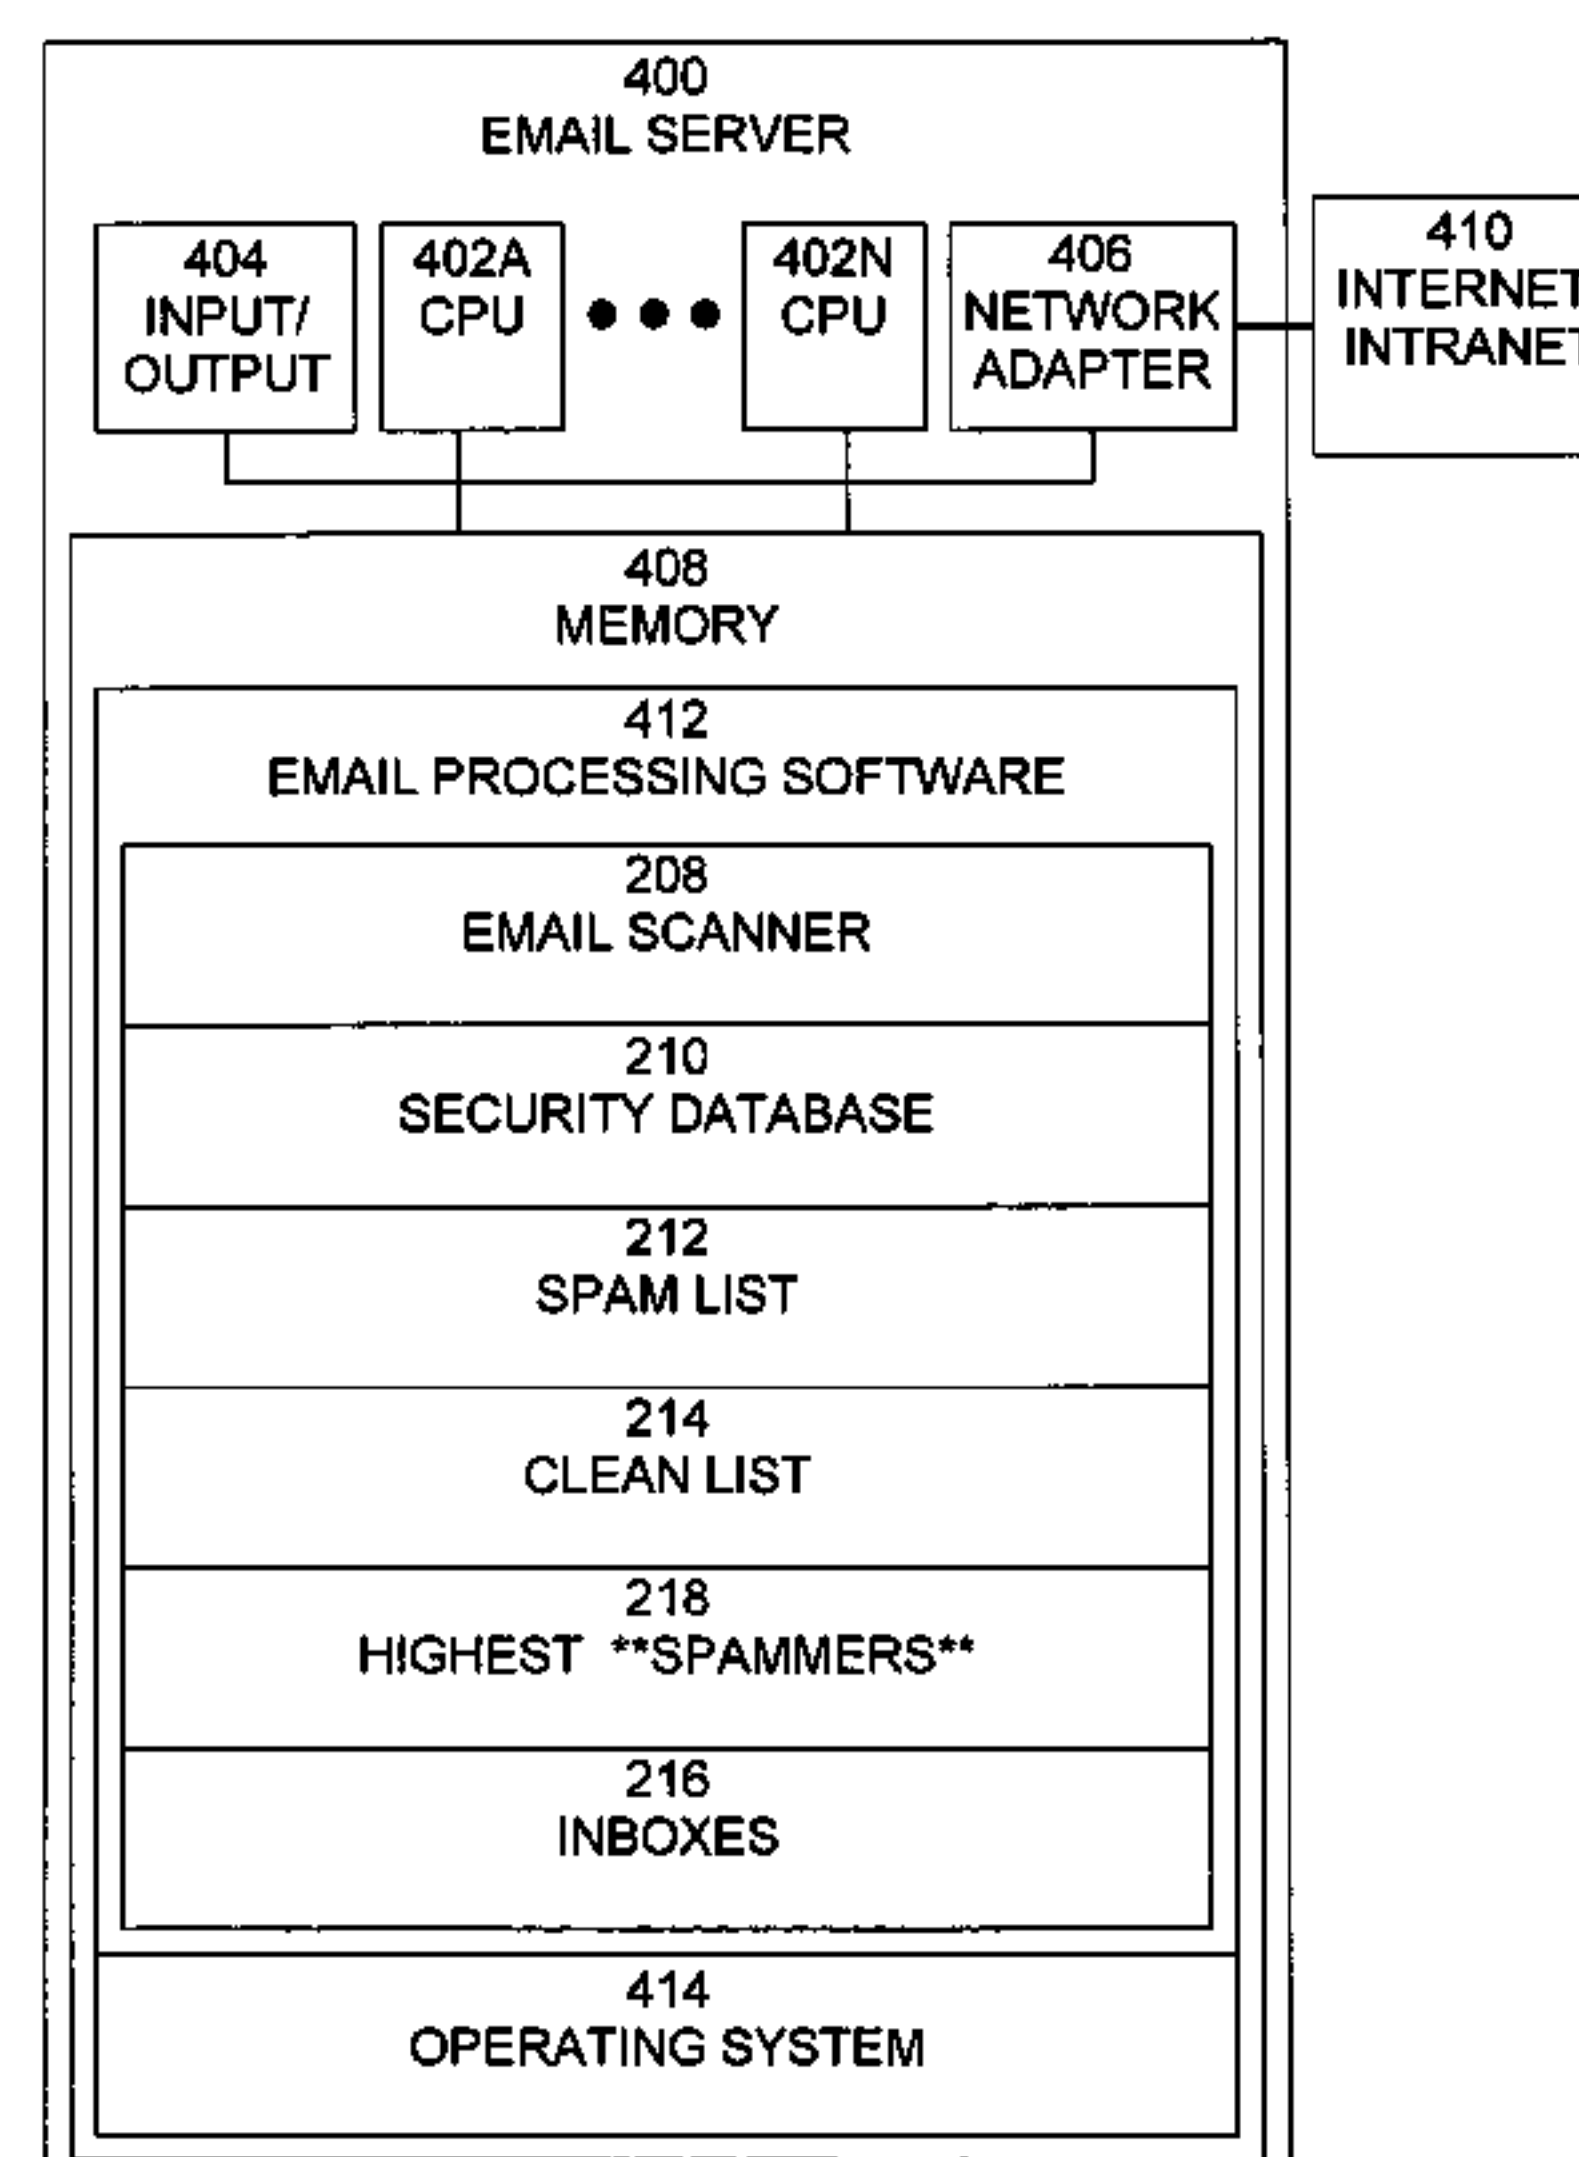 400
EMAIL SERVER
404
INPUT/
OUTPUT
402A
CPU
402N
CPU
406
NETWORK
ADAPTER
410
INTERNET
INTRANET
408
MEMORY
412
EMAIL PROCESSING SOFTWARE
208
EMAIL SCANNER
210
SECURITY DATABASE
212
SPAM LIST
214
CLEAN LIST
218
HIGHEST **SPAMMERS**
216
INBOXES
414
OPERATING SYSTEM